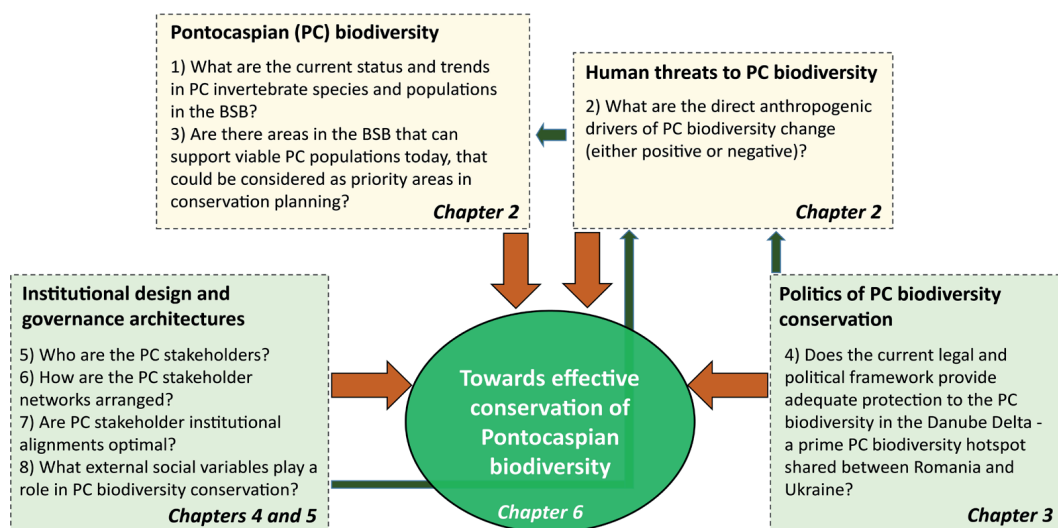 Pontocaspian (PC) biodiversity
1) What are the current status and trends
in PC invertebrate species and populations
in the BSB?
3) Are there areas in the BSB that can
support viable PC populations today, that
could be considered as priority areas in
conservation planning?
Chapter 2
Human threats to PC biodiversity
2) What are the direct anthropogenic
drivers of PC biodiversity change
(either positive or negative)?
Chapter 2
Institutional design and
governance architectures
5) Who are the PC stakeholders?
6) How are the PC stakeholder
networks arranged?
7) Are PC stakeholder institutional
alignments optimal?
8) What external social variables play a
role in PC biodiversity conservation?
Chapters 4 and 5
Towards effective
conservation of
Pontocaspian
biodiversity
Chapter 6
Politics of PC biodiversity
conservation
4) Does the current legal and
political framework provide
adequate protection to the PC
biodiversity in the Danube Delta -
a prime PC biodiversity hotspot
shared between Romania and
Ukraine?
Chapter 3